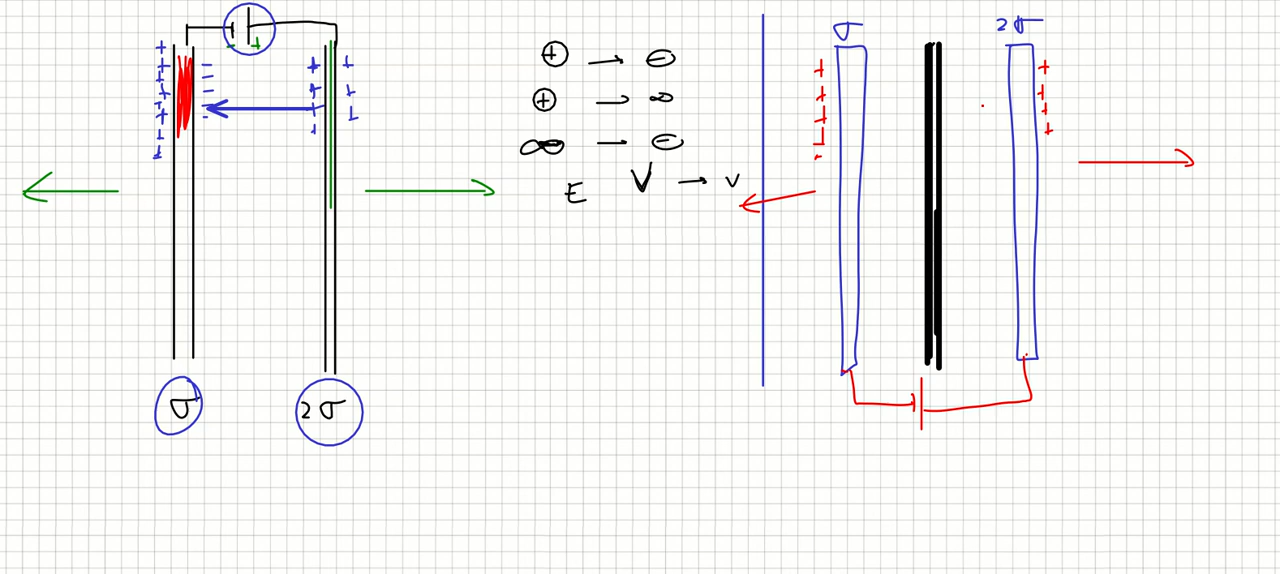 - +
+ + + + + + +
- - - -
+ + + +
+ + +
σ
2σ
⊕ → ⊖
⊕ → ∞
∞ → ⊖
E V → v
σ
2σ
+ + + +
+ + + +